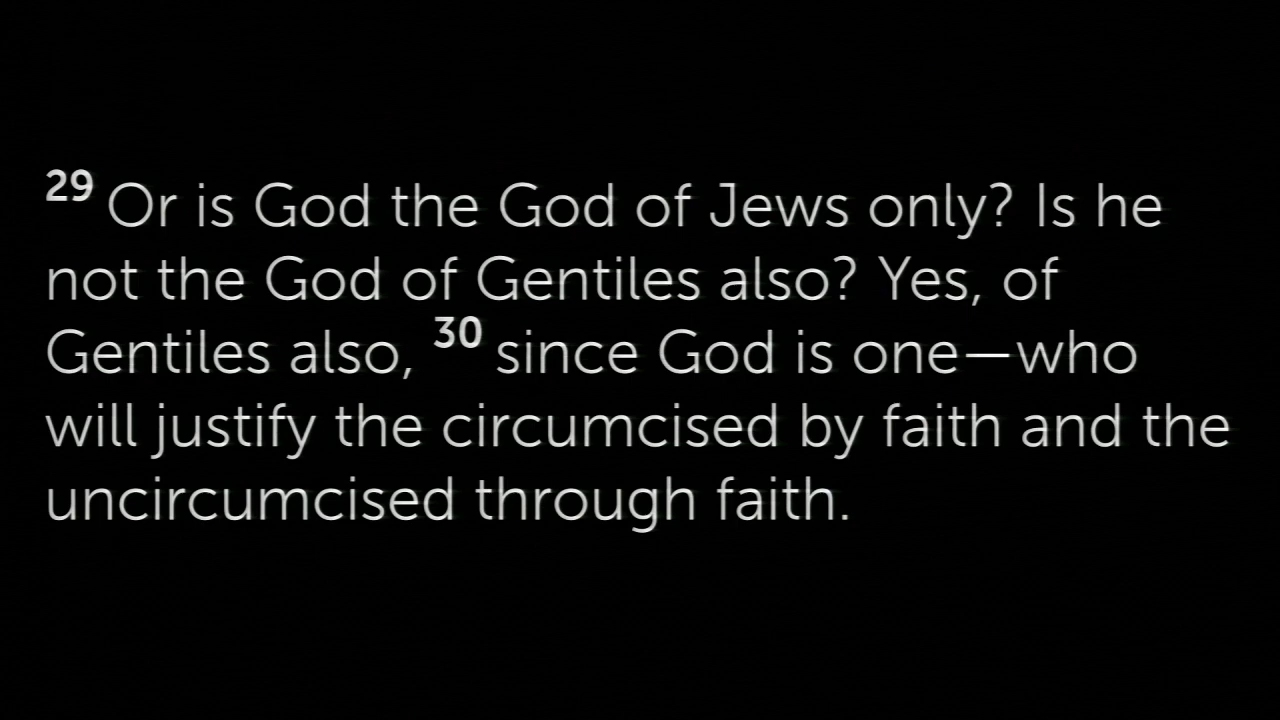 29 Or is God the God of Jews only? Is he
not the God of Gentiles also? Yes, of
Gentiles also, 30 since God is one—who
will justify the circumcised by faith and the
uncircumcised through faith.